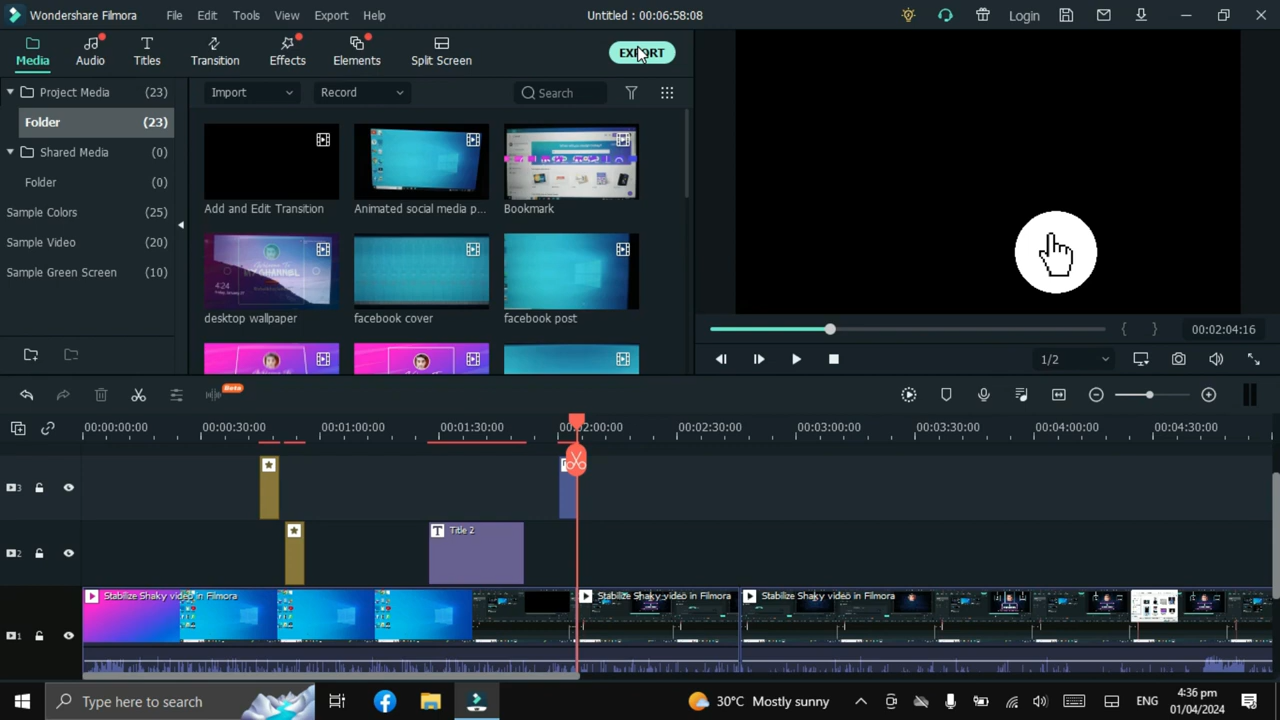 Wondershare Filmora File Edit Tools View Export Help Untitled : 00:06:58:08 Login
Media Audio Titles Transition Effects Elements Split Screen EXPORT
Project Media (23)
Folder (23)
Shared Media (0)
Folder (0)
Sample Colors (25)
Sample Video (20)
Sample Green Screen (10)
Import Record Search
Add and Edit Transition Animated social media p... Bookmark
desktop wallpaper facebook cover facebook post
00:02:04:16
1/2
Beta
00:00:00:00 00:00:30:00 00:01:00:00 00:01:30:00 00:02:00:00 00:02:30:00 00:03:00:00 00:03:30:00 00:04:00:00 00:04:30:00
3
T Title 2
2
Stabilize Shaky video in Filmora Stabilize Shaky video in Filmora Stabilize Shaky video in Filmora
1
Type here to search 30°C Mostly sunny ENG 4:36 pm
01/04/2024